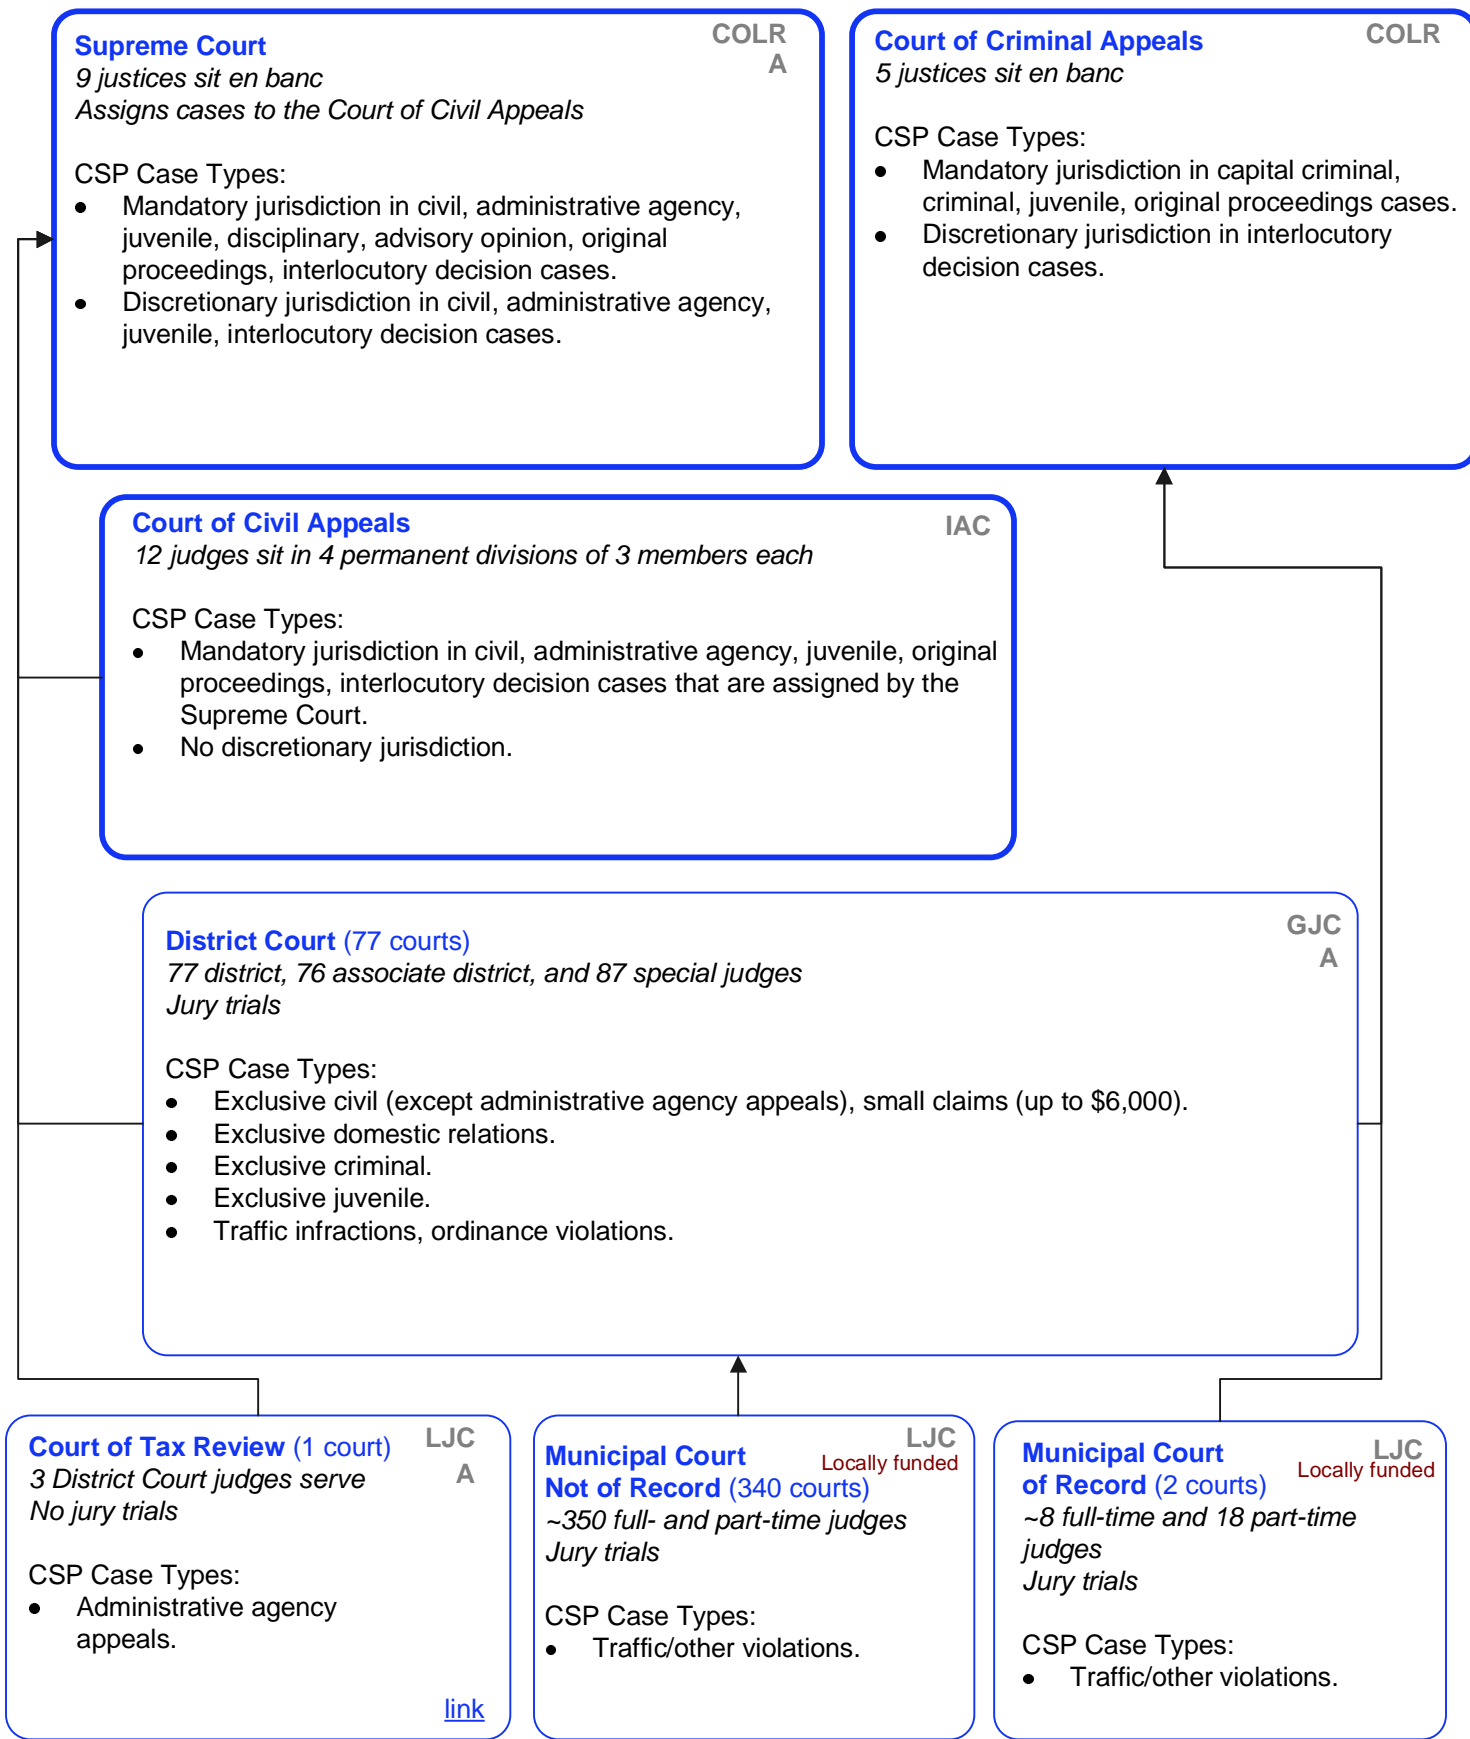 Supreme Court
COLR
A
9 justices sit en banc
Assigns cases to the Court of Civil Appeals
CSP Case Types:
● Mandatory jurisdiction in civil, administrative agency,
juvenile, disciplinary, advisory opinion, original
proceedings, interlocutory decision cases.
● Discretionary jurisdiction in civil, administrative agency,
juvenile, interlocutory decision cases.
Court of Criminal Appeals
COLR
5 justices sit en banc
CSP Case Types:
● Mandatory jurisdiction in capital criminal,
criminal, juvenile, original proceedings cases.
● Discretionary jurisdiction in interlocutory
decision cases.
Court of Civil Appeals
IAC
12 judges sit in 4 permanent divisions of 3 members each
CSP Case Types:
● Mandatory jurisdiction in civil, administrative agency, juvenile, original
proceedings, interlocutory decision cases that are assigned by the
Supreme Court.
● No discretionary jurisdiction.
District Court (77 courts)
GJC
A
77 district, 76 associate district, and 87 special judges
Jury trials
CSP Case Types:
● Exclusive civil (except administrative agency appeals), small claims (up to $6,000).
● Exclusive domestic relations.
● Exclusive criminal.
● Exclusive juvenile.
● Traffic infractions, ordinance violations.
Court of Tax Review (1 court)
LJC
A
3 District Court judges serve
No jury trials
CSP Case Types:
● Administrative agency
appeals.
link
Municipal Court
LJC
Locally funded
Not of Record (340 courts)
~350 full- and part-time judges
Jury trials
CSP Case Types:
● Traffic/other violations.
Municipal Court
LJC
Locally funded
of Record (2 courts)
~8 full-time and 18 part-time
judges
Jury trials
CSP Case Types:
● Traffic/other violations.